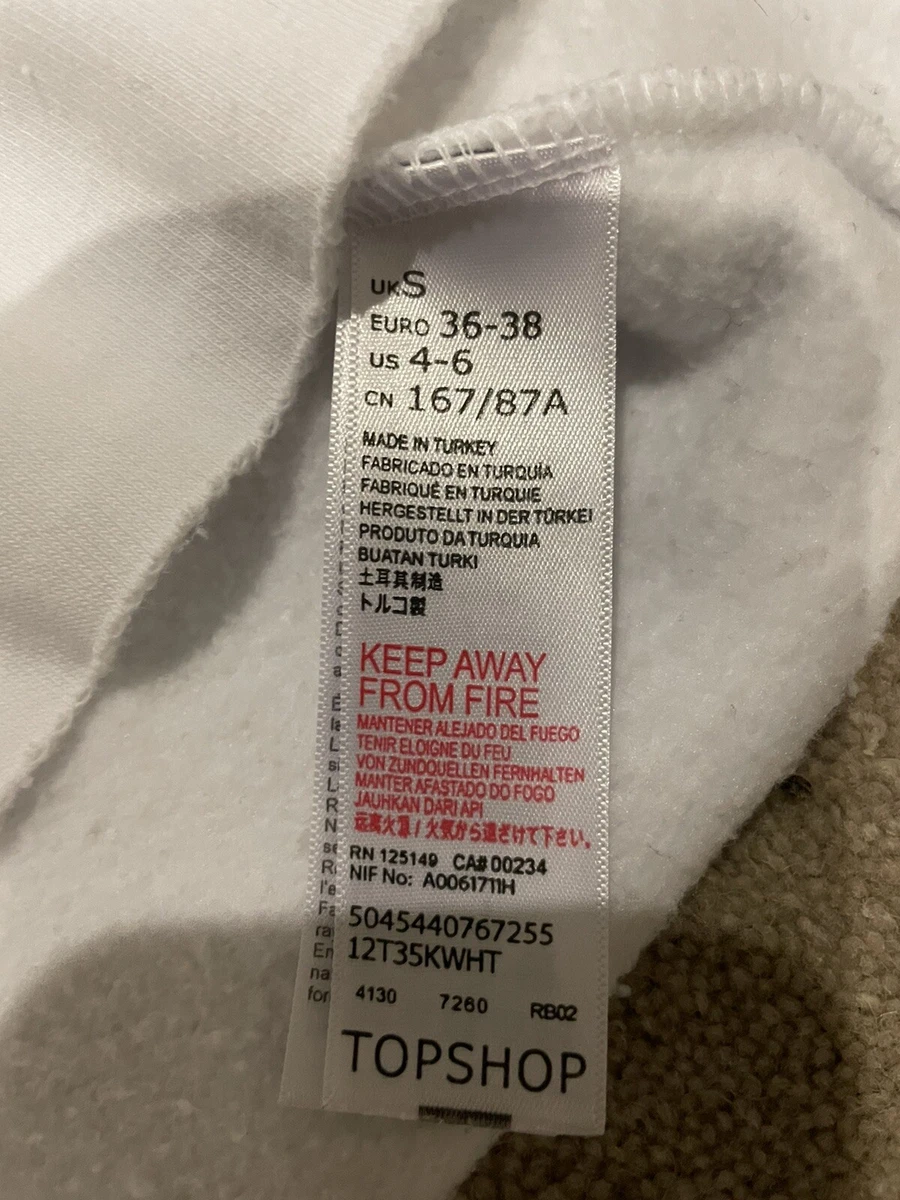 UK S
EURO 36-38
US 4-6
CN 167/87A
MADE IN TURKEY
FABRICADO EN TURQUÍA
FABRIQUÉ EN TURQUIE
HERGESTELLT IN DER TÜRKEI
PRODUTO DA TURQUIA
BUATAN TURKI
土耳其制造
トルコ製
KEEP AWAY
FROM FIRE
MANTENER ALEJADO DEL FUEGO
TENIR ELOIGNE DU FEU
VON ZUNDQUELLEN FERNHALTEN
MANTER AFASTADO DO FOGO
JAUHKAN DARI API
远离火源 / 火気から遠ざけて下さい。
RN 125149 CA# 00234
NIF No: A0061711H
5045440767255
12T35KWHT
4130 7260 RB02
TOPSHOP